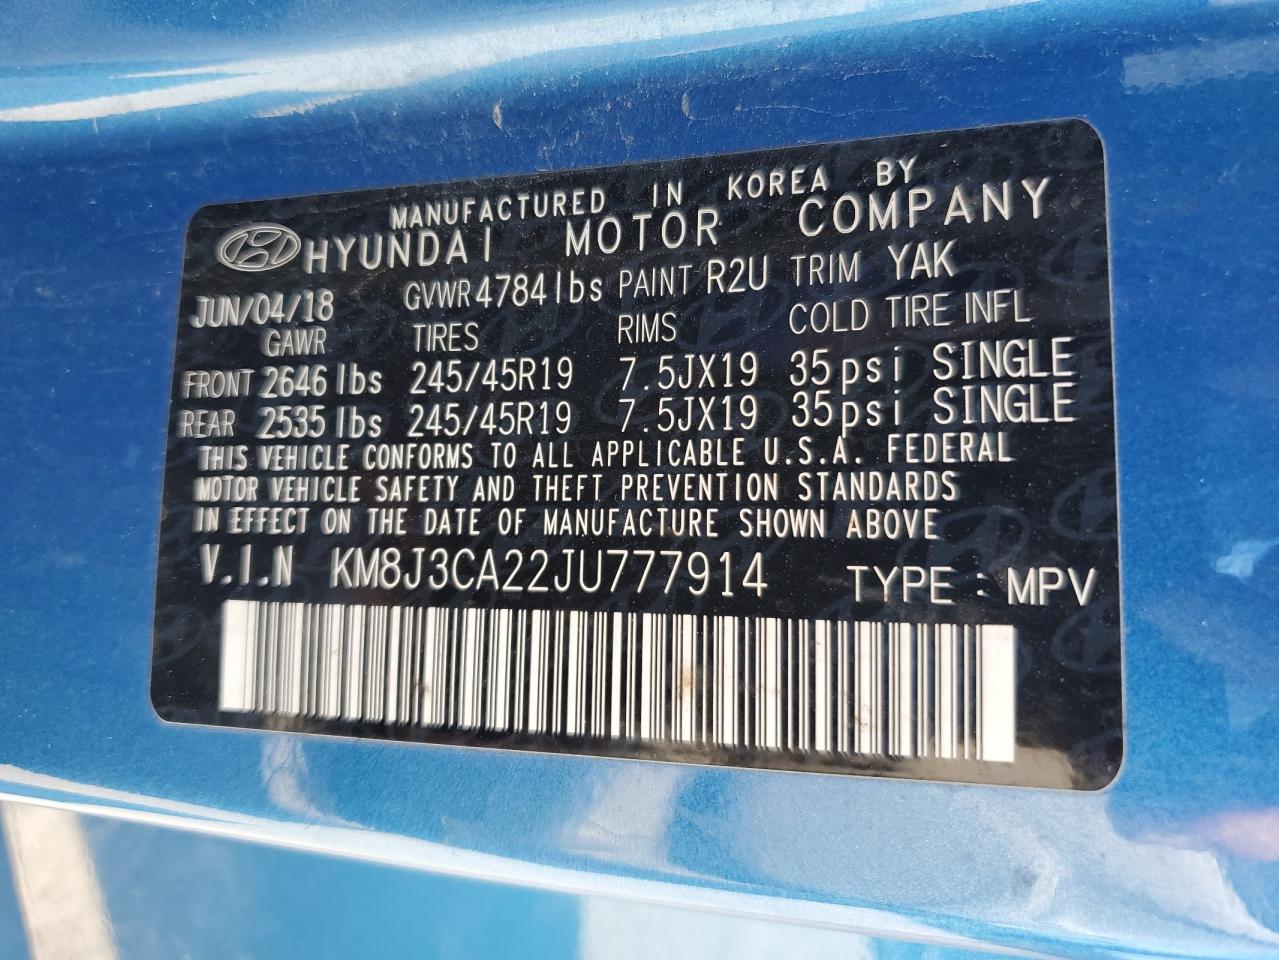 MANUFACTURED IN KOREA BY
HYUNDAI MOTOR COMPANY
JUN/04/18 GVWR 4784 lbs PAINT R2U TRIM YAK
GAWR TIRES RIMS COLD TIRE INFL
FRONT 2646 lbs 245/45R19 7.5JX19 35psi SINGLE
REAR 2535 lbs 245/45R19 7.5JX19 35psi SINGLE
THIS VEHICLE CONFORMS TO ALL APPLICABLE U.S.A. FEDERAL
MOTOR VEHICLE SAFETY AND THEFT PREVENTION STANDARDS
IN EFFECT ON THE DATE OF MANUFACTURE SHOWN ABOVE
V.I.N KM8J3CA22JU777914 TYPE : MPV